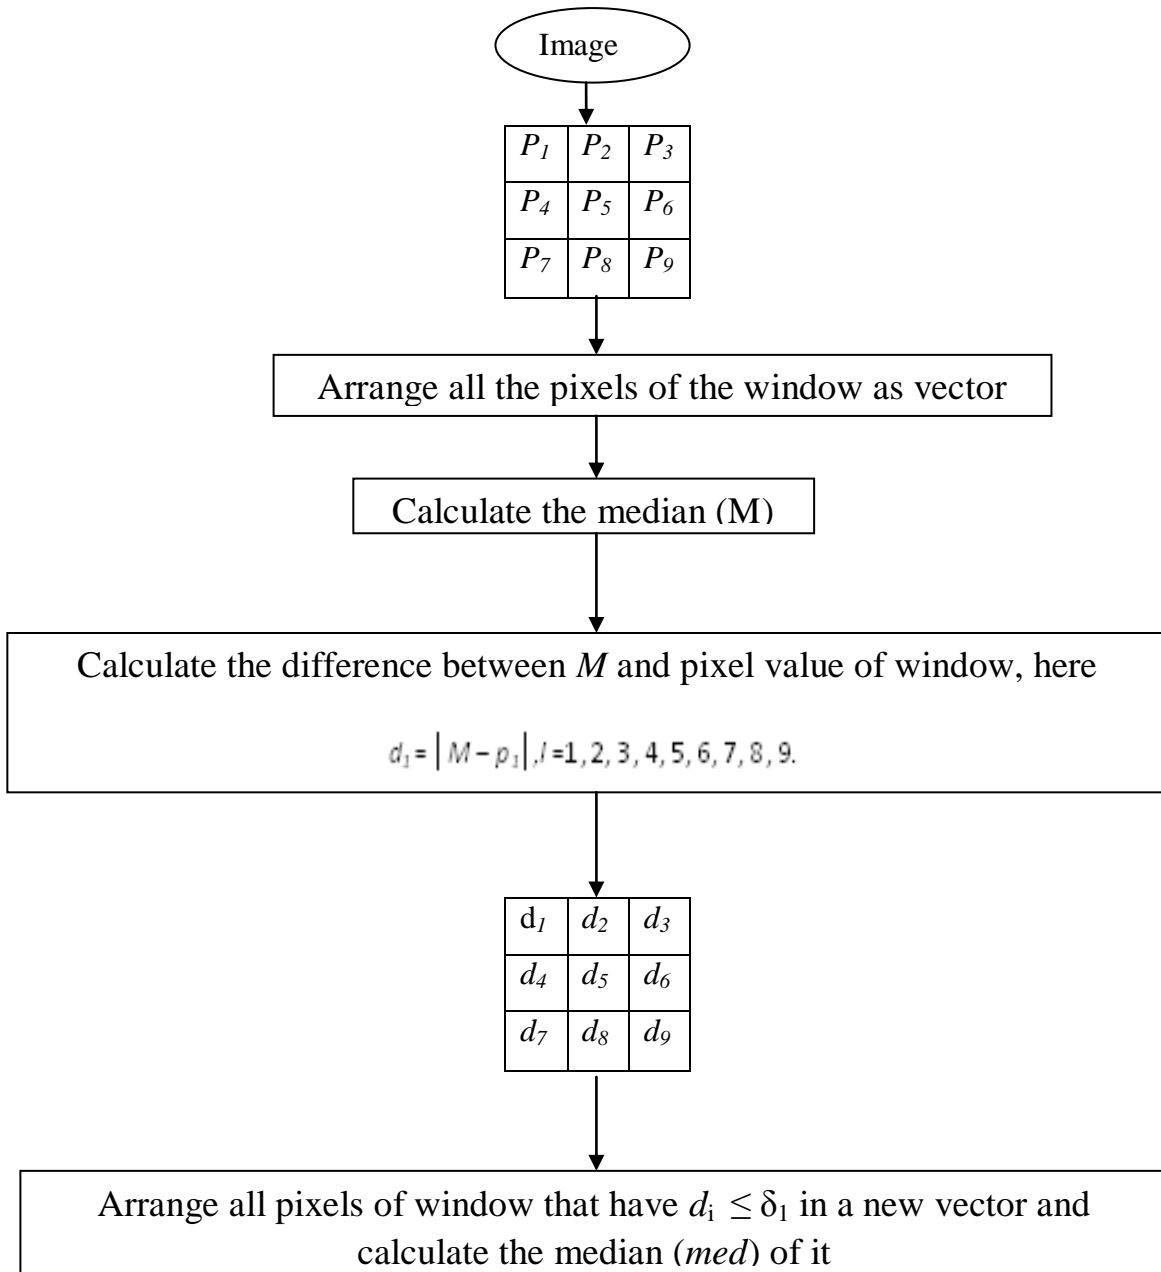 Image
P1 P2 P3
P4 P5 P6
P7 P8 P9
Arrange all the pixels of the window as vector
Calculate the median (M)
Calculate the difference between M and pixel value of window, here
d1 = | M − p1 | ,I =1, 2, 3, 4, 5, 6, 7, 8, 9.
d1 d2 d3
d4 d5 d6
d7 d8 d9
Arrange all pixels of window that have di ≤ δ1 in a new vector and
calculate the median (med) of it